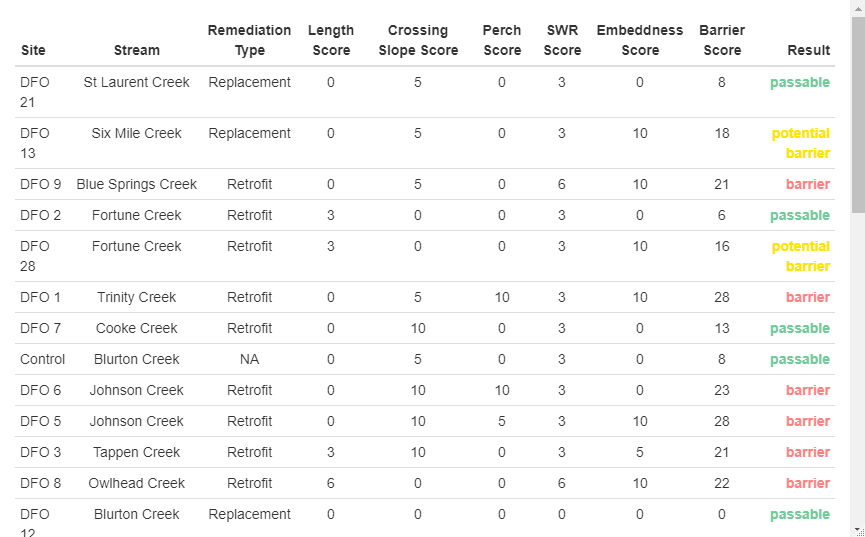 Site Stream Remediation Type Length Score Crossing Slope Score Perch Score SWR Score Embeddness Score Barrier Score Result
DFO 21 St Laurent Creek Replacement 0 5 0 3 0 8 passable
DFO 13 Six Mile Creek Replacement 0 5 0 3 10 18 potential barrier
DFO 9 Blue Springs Creek Retrofit 0 5 0 6 10 21 barrier
DFO 2 Fortune Creek Retrofit 3 0 0 3 0 6 passable
DFO 28 Fortune Creek Retrofit 3 0 0 3 10 16 potential barrier
DFO 1 Trinity Creek Retrofit 0 5 10 3 10 28 barrier
DFO 7 Cooke Creek Retrofit 0 10 0 3 0 13 passable
Control Blurton Creek NA 0 5 0 3 0 8 passable
DFO 6 Johnson Creek Retrofit 0 10 10 3 0 23 barrier
DFO 5 Johnson Creek Retrofit 0 10 5 3 10 28 barrier
DFO 3 Tappen Creek Retrofit 3 10 0 3 5 21 barrier
DFO 8 Owlhead Creek Retrofit 6 0 0 6 10 22 barrier
DFO 12 Blurton Creek Replacement 0 0 0 0 0 0 passable